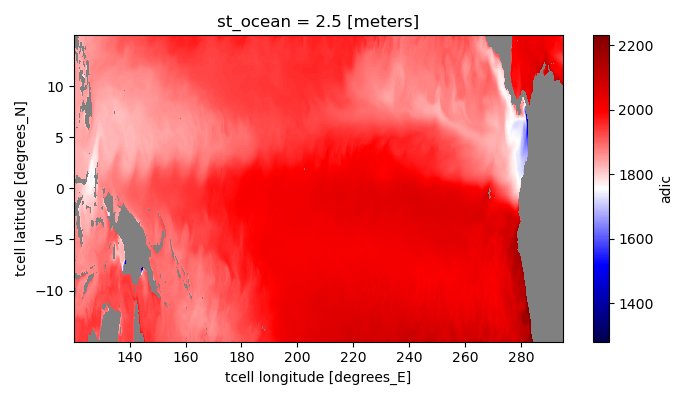 st_ocean = 2.5 [meters]
tcell latitude [degrees_N]
10
5
0
−5
−10
140 160 180 200 220 240 260 280
tcell longitude [degrees_E]
2200
2000
1800
1600
1400
adic